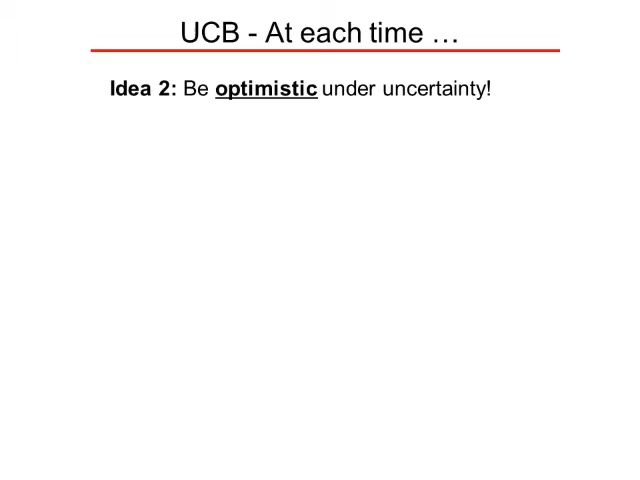 UCB - At each time …
Idea 2: Be optimistic under uncertainty!